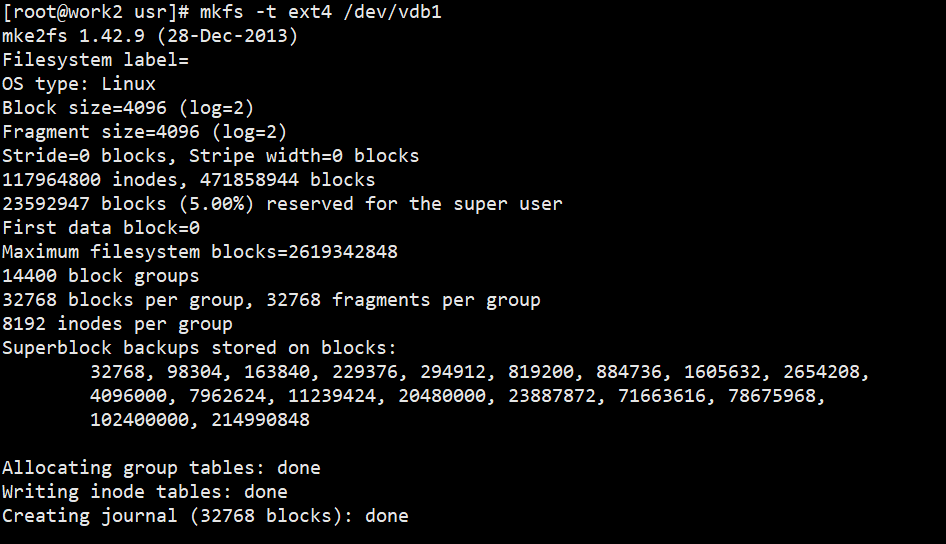 [root@work2 usr]# mkfs -t ext4 /dev/vdb1
mke2fs 1.42.9 (28-Dec-2013)
Filesystem label=
OS type: Linux
Block size=4096 (log=2)
Fragment size=4096 (log=2)
Stride=0 blocks, Stripe width=0 blocks
117964800 inodes, 471858944 blocks
23592947 blocks (5.00%) reserved for the super user
First data block=0
Maximum filesystem blocks=2619342848
14400 block groups
32768 blocks per group, 32768 fragments per group
8192 inodes per group
Superblock backups stored on blocks:
        32768, 98304, 163840, 229376, 294912, 819200, 884736, 1605632, 2654208,
        4096000, 7962624, 11239424, 20480000, 23887872, 71663616, 78675968,
        102400000, 214990848

Allocating group tables: done
Writing inode tables: done
Creating journal (32768 blocks): done